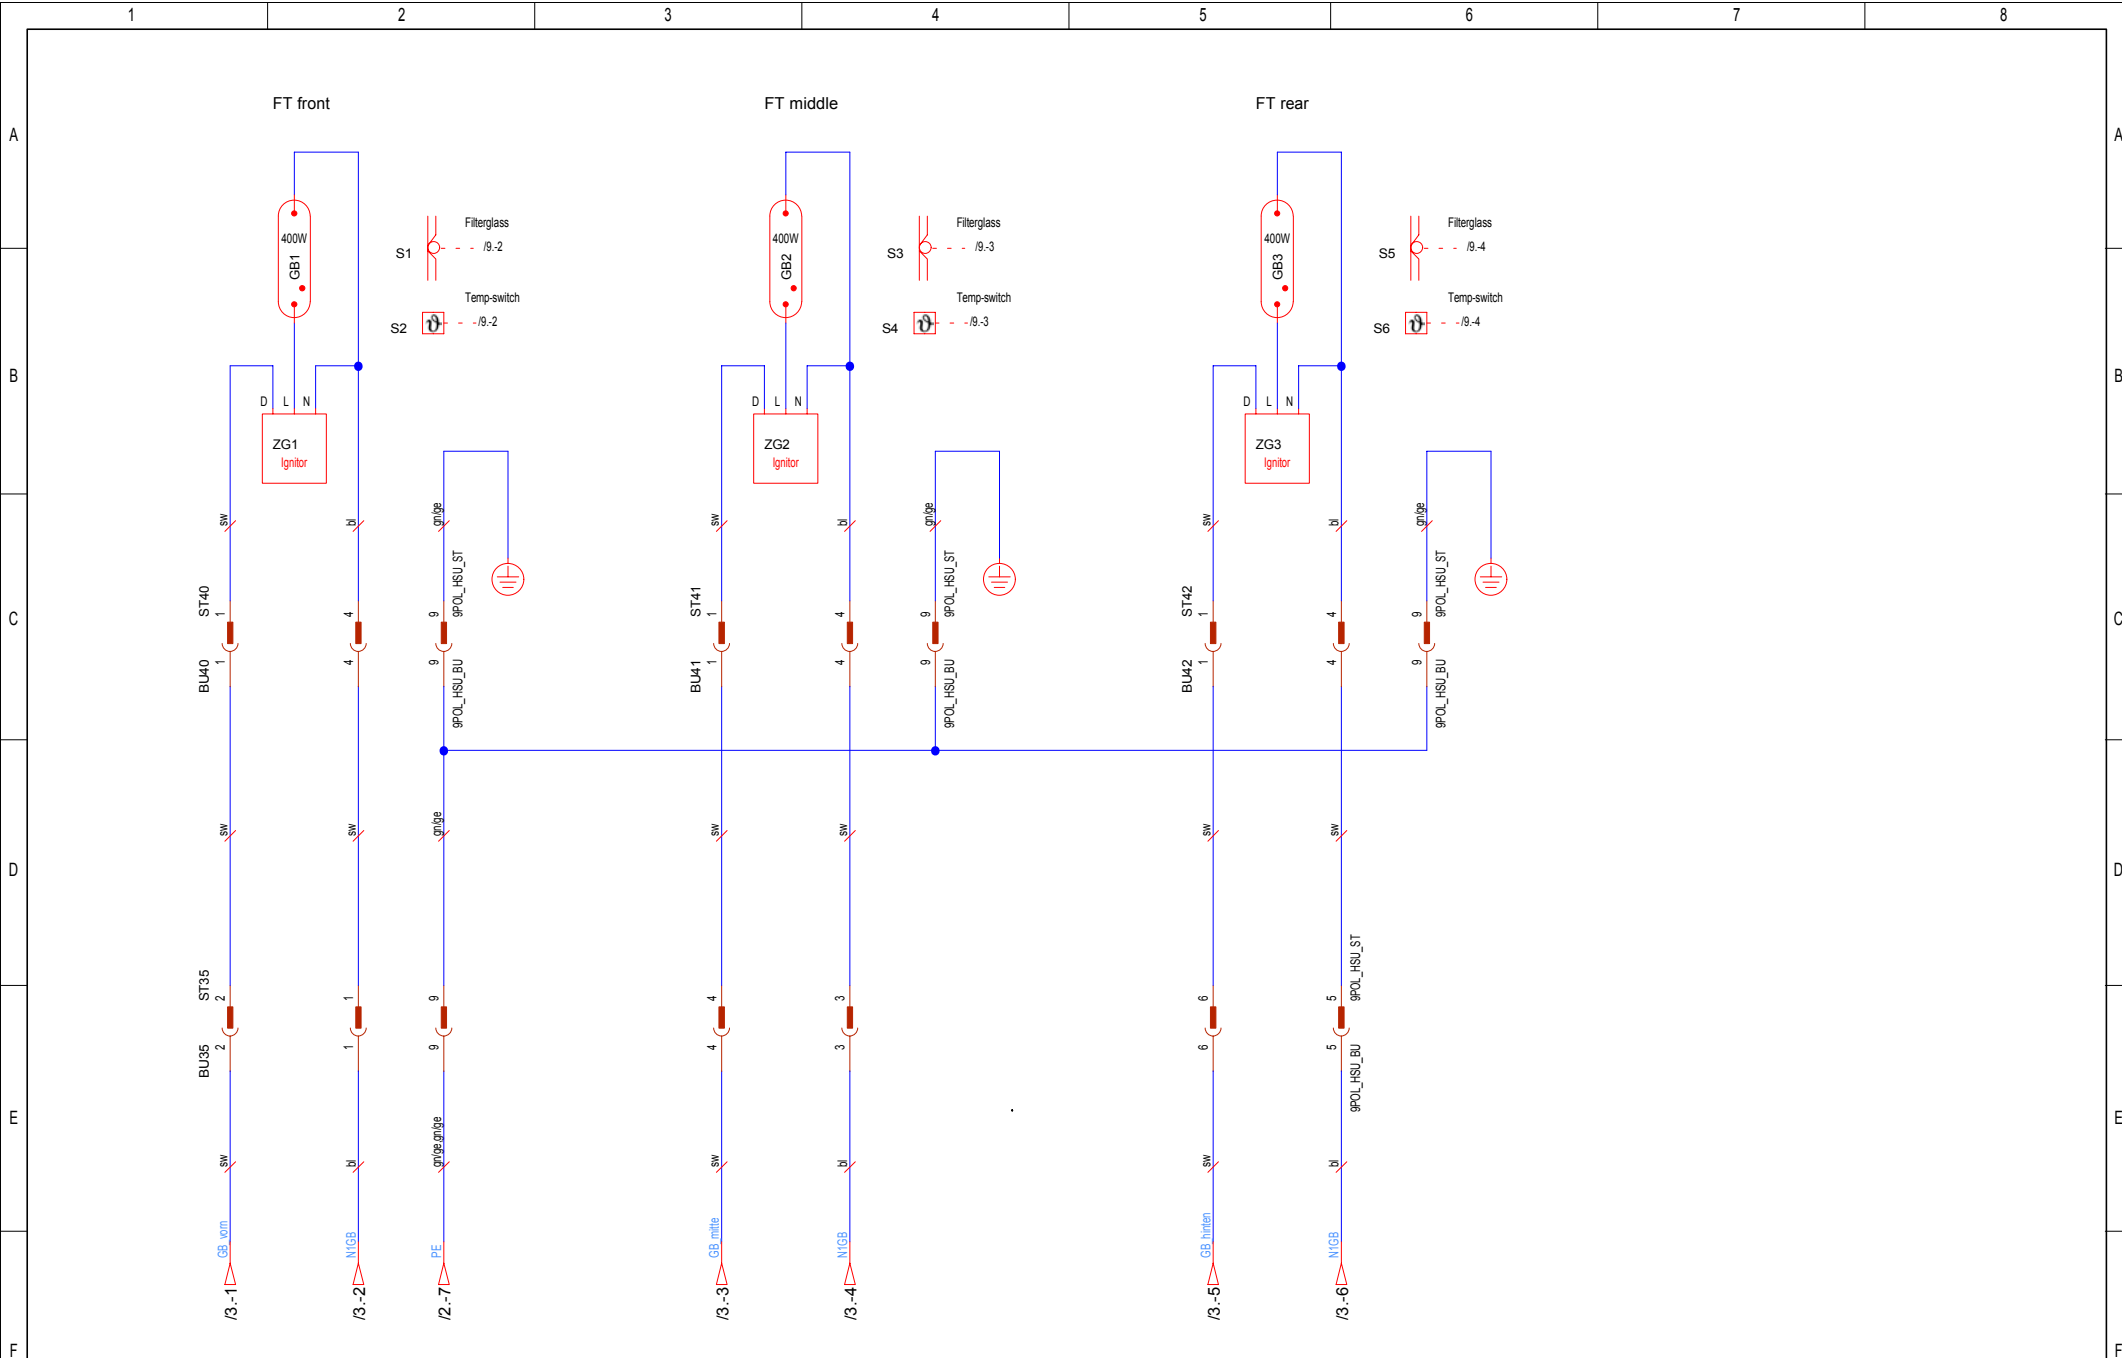 1 2 3 4 5 6 7 8
FT front FT middle FT rear
A A
Filterglass Filterglass Filterglass
400W 400W 400W
S1 /9.-2 S3 /9.-3 S5 /9.-4
GB1 GB2 GB3
Temp-switch Temp-switch Temp-switch
S2 ϑ /9.-2 S4 ϑ /9.-3 S6 ϑ /9.-4
B B
D L N D L N D L N
ZG1 ZG2 ZG3
Ignitor Ignitor Ignitor
sw bl gn/ge sw bl gn/ge sw bl gn/ge
ST40 1 4 9 9POL_HSU_ST ST41 1 4 9 9POL_HSU_ST ST42 1 4 9 9POL_HSU_ST
C C
BU40 1 4 9 9POL_HSU_BU BU41 1 4 9 9POL_HSU_BU BU42 1 4 9 9POL_HSU_BU
sw sw gn/ge sw sw sw sw
D D
ST35 2 1 9 4 3 6 5 9POL_HSU_ST
BU35 2 1 9 4 3 6 5 9POL_HSU_BU
E E
sw bl gn/ge,gn/ge sw bl sw bl
GB_vorn N1GB PE GB_mitte N1GB GB_hinten N1GB
/3.-1 /3.-2 /2.-7 /3.-3 /3.-4 /3.-5 /3.-6
F F